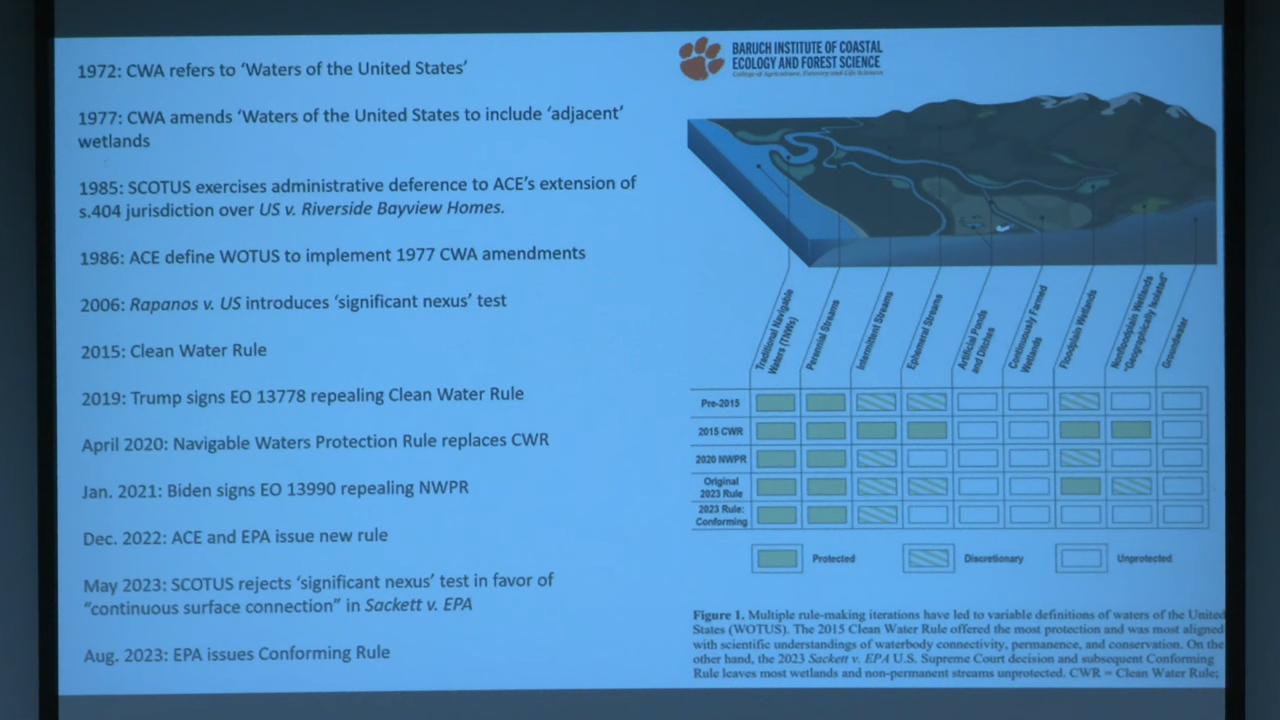 1972: CWA refers to ‘Waters of the United States’
1977: CWA amends ‘Waters of the United States to include ‘adjacent’
wetlands
1985: SCOTUS exercises administrative deference to ACE’s extension of
s.404 jurisdiction over US v. Riverside Bayview Homes.
1986: ACE define WOTUS to implement 1977 CWA amendments
2006: Rapanos v. US introduces ‘significant nexus’ test
2015: Clean Water Rule
2019: Trump signs EO 13778 repealing Clean Water Rule
April 2020: Navigable Waters Protection Rule replaces CWR
Jan. 2021: Biden signs EO 13990 repealing NWPR
Dec. 2022: ACE and EPA issue new rule
May 2023: SCOTUS rejects ‘significant nexus’ test in favor of
“continuous surface connection” in Sackett v. EPA
Aug. 2023: EPA issues Conforming Rule
BARUCH INSTITUTE OF COASTAL
ECOLOGY AND FOREST SCIENCE
College of Agriculture, Forestry and Life Sciences
Traditional Navigable
Waters (TNWs)
Perennial Streams
Intermittent Streams
Ephemeral Streams
Artificial Ponds
and Ditches
Continuously Farmed
Wetlands
Floodplain Wetlands
Nonfloodplain Wetlands
"Geographically Isolated"
Groundwater
Pre-2015
2015 CWR
2020 NWPR
Original
2023 Rule
2023 Rule:
Conforming
Protected
Discretionary
Unprotected
Figure 1. Multiple rule-making iterations have led to variable definitions of waters of the United
States (WOTUS). The 2015 Clean Water Rule offered the most protection and was most aligned
with scientific understandings of waterbody connectivity, permanence, and conservation. On the
other hand, the 2023 Sackett v. EPA U.S. Supreme Court decision and subsequent Conforming
Rule leaves most wetlands and non-permanent streams unprotected. CWR = Clean Water Rule;